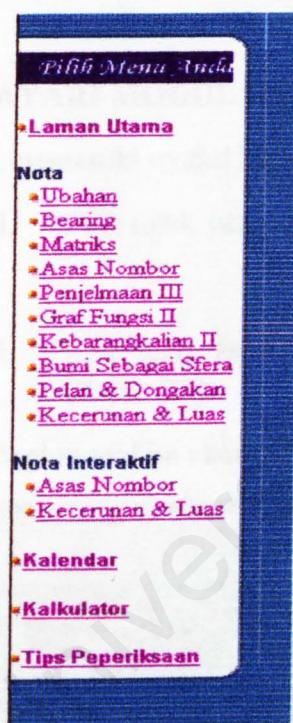 Pilih Menu Anda
Laman Utama
Nota
Ubahan
Bearing
Matriks
Asas Nombor
Penjelmaan III
Graf Fungsi II
Kebarangkalian II
Bumi Sebagai Sfera
Pelan & Dongakan
Kecerunan & Luas
Nota Interaktif
Asas Nombor
Kecerunan & Luas
Kalendar
Kalkulator
Tips Peperiksaan